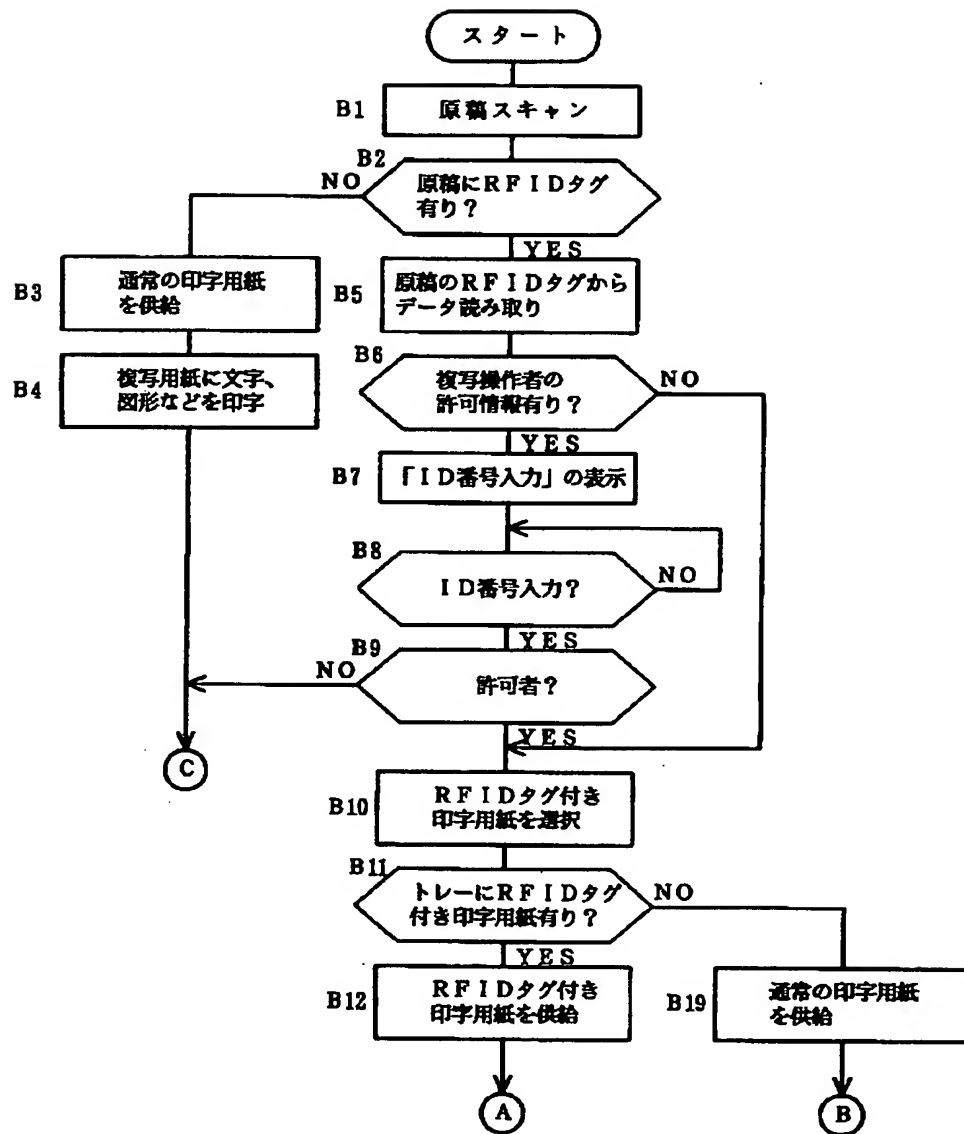 スタート
B1
原稿スキャン
B2
NO
原稿にRFIDタグ
有り？
YES
B3
通常の印字用紙
を供給
B5
原稿のRFIDタグから
データ読み取り
B4
複写用紙に文字、
図形などを印字
B6
複写操作者の
許可情報有り？
NO
YES
B7
「ID番号入力」の表示
B8
ID番号入力？
NO
YES
B9
NO
許可者？
YES
C
B10
RFIDタグ付き
印字用紙を選択
B11
トレーにRFIDタグ
付き印字用紙有り？
NO
YES
B12
RFIDタグ付き
印字用紙を供給
B19
通常の印字用紙
を供給
A
B